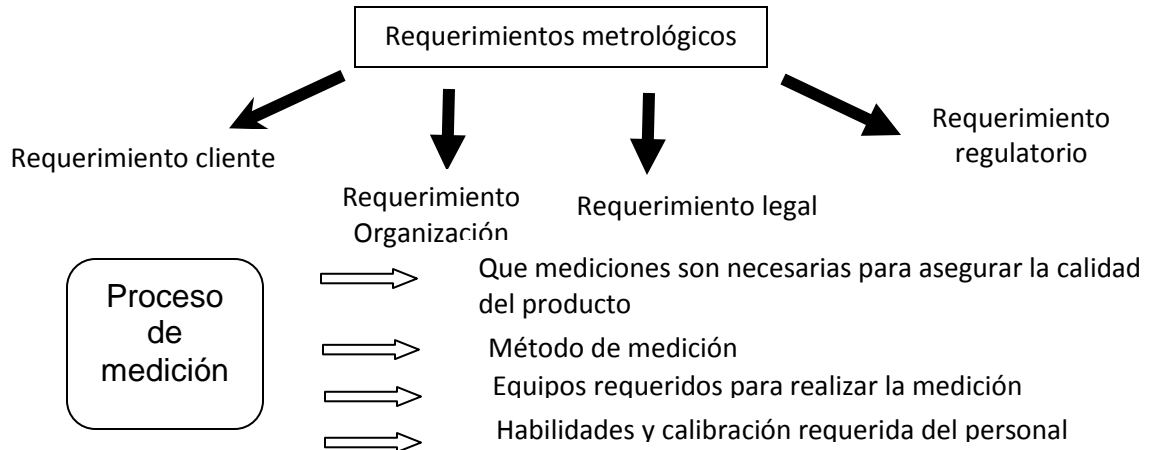 Requerimientos metrológicos
Requerimiento cliente
Requerimiento
Organización
Requerimiento legal
Requerimiento
regulatorio
Proceso
de
medición
Que mediciones son necesarias para asegurar la calidad
del producto
Método de medición
Equipos requeridos para realizar la medición
Habilidades y calibración requerida del personal